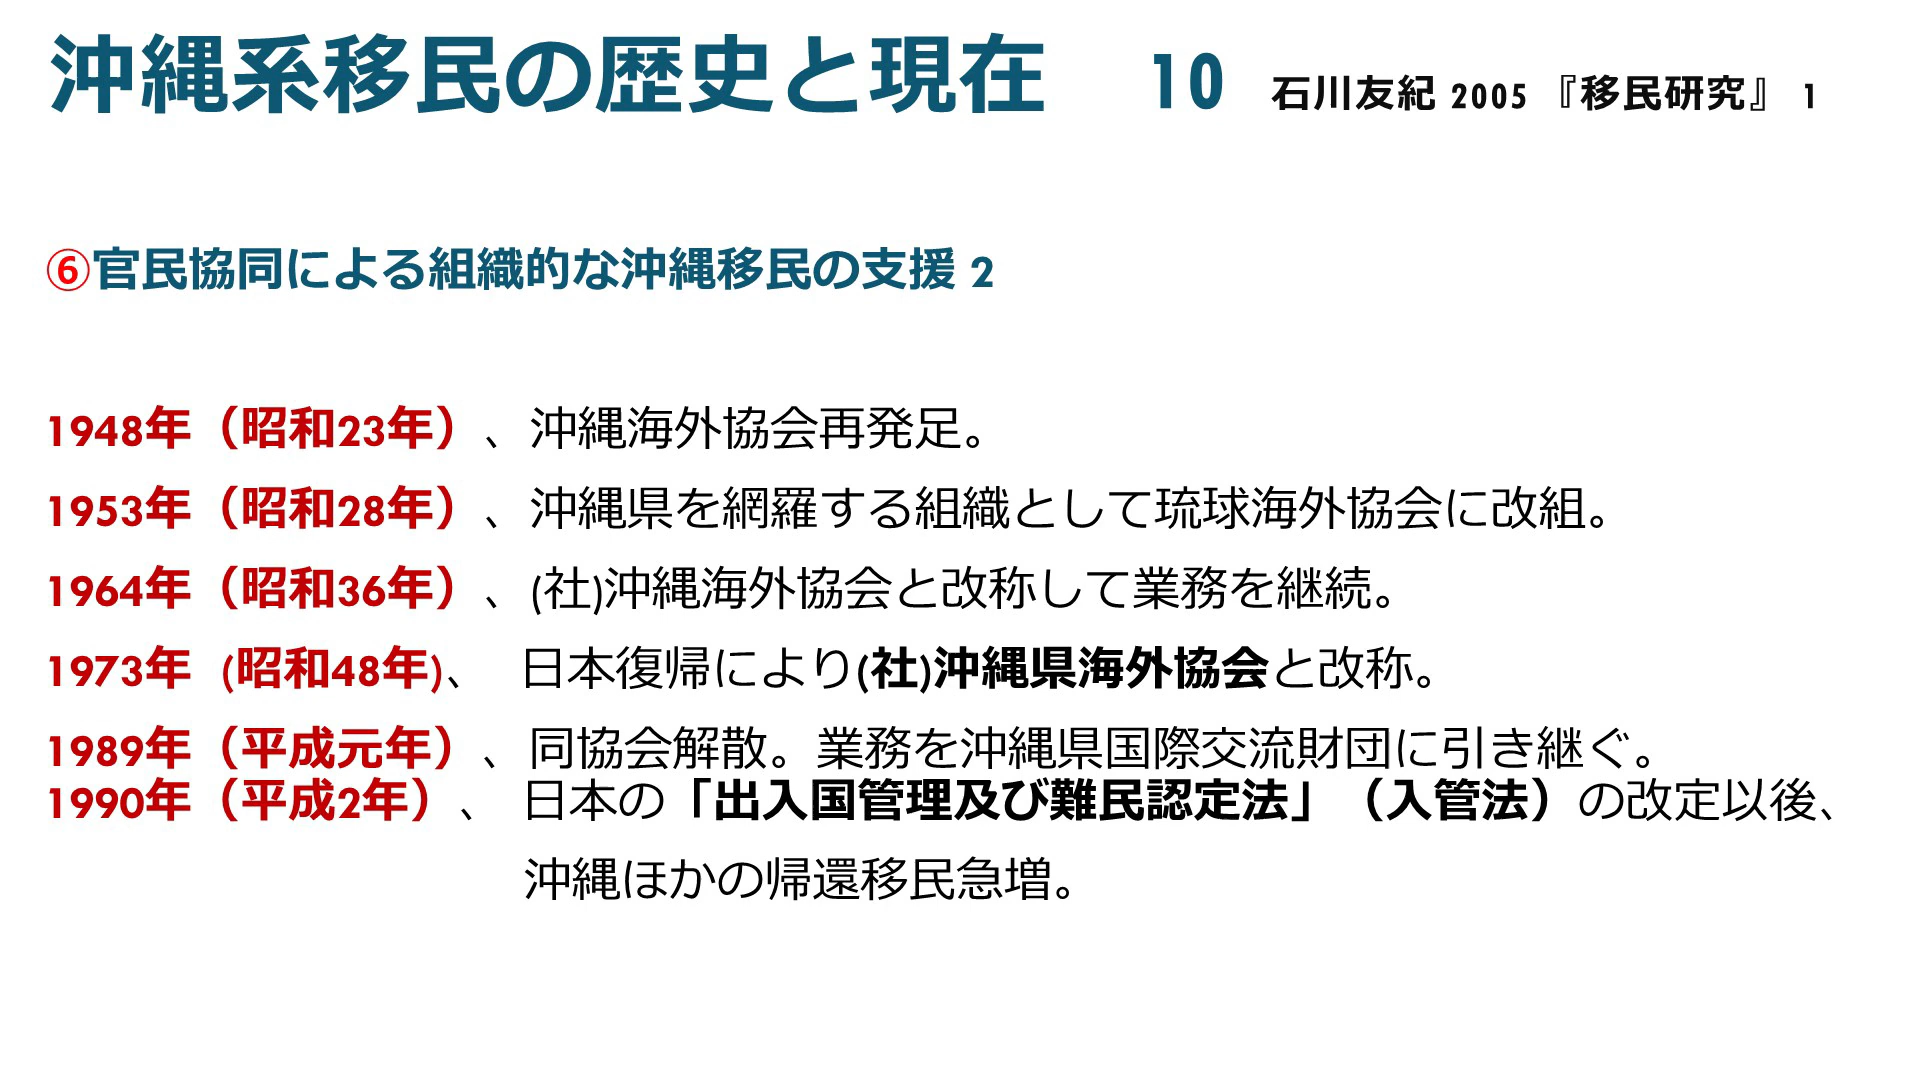 沖縄系移民の歴史と現在　10 石川友紀 2005 『移民研究』 1
⑥官民協同による組織的な沖縄移民の支援 2
1948年（昭和23年）、沖縄海外協会再発足。
1953年（昭和28年）、沖縄県を網羅する組織として琉球海外協会に改組。
1964年（昭和36年）、(社)沖縄海外協会と改称して業務を継続。
1973年 (昭和48年)、 日本復帰により(社)沖縄県海外協会と改称。
1989年（平成元年）、同協会解散。業務を沖縄県国際交流財団に引き継ぐ。
1990年（平成2年）、 日本の「出入国管理及び難民認定法」（入管法）の改定以後、
沖縄ほかの帰還移民急増。